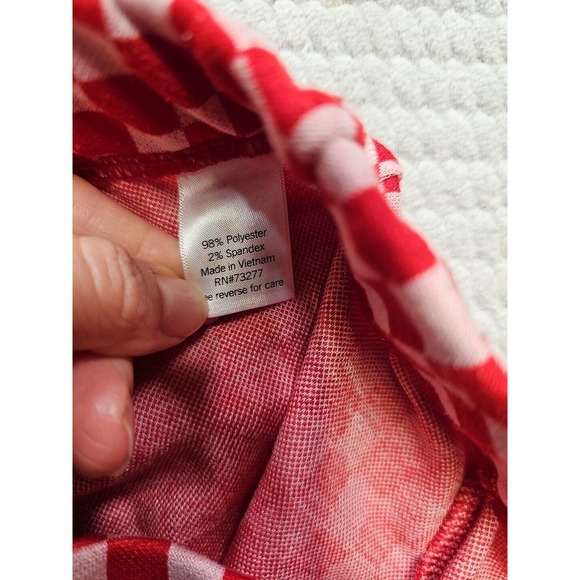 98% Polyester
2% Spandex
Made in Vietnam
RN#73277
reverse for care